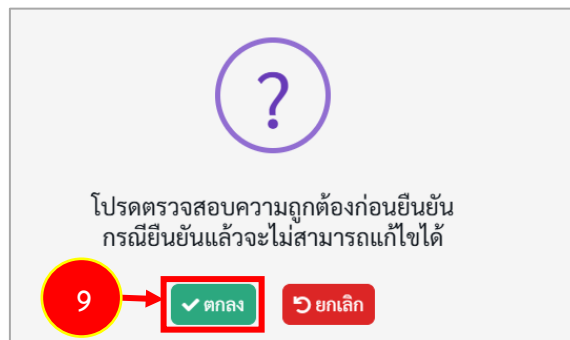 ?
โปรดตรวจสอบความถูกต้องก่อนยืนยัน
กรณียืนยันแล้วจะไม่สามารถแก้ไขได้
9 ตกลง ยกเลิก